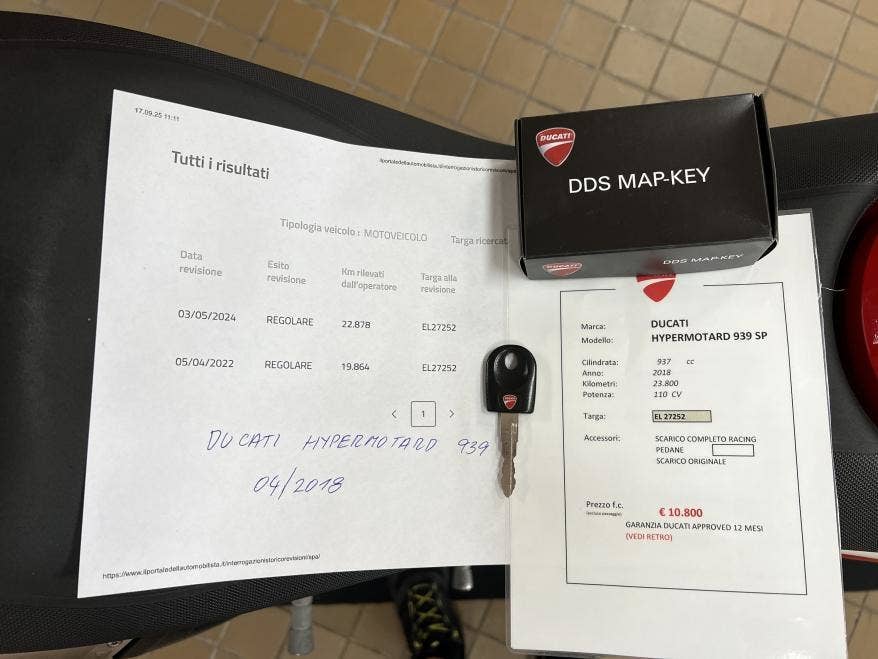 17.09.25 11:11
Tutti i risultati
Tipologia veicolo : MOTOVEICOLO Targa ricercat
Data revisione
Esito revisione
Km rilevati dall'operatore
Targa alla revisione
03/05/2024 REGOLARE 22.878 EL27252
05/04/2022 REGOLARE 19.864 EL27252
< 1 >
DUCATI HYPERMOTARD 939
04/2018
https://www.ilportaledellautomobilista.it/interrogazionistoricorevisioni/spa/
DUCATI
DDS MAP-KEY
DUCATI
DDS MAP-KEY
Marca: DUCATI
Modello: HYPERMOTARD 939 SP
Cilindrata: 937 cc
Anno: 2018
Kilometri: 23.800
Potenza: 110 CV
Targa: EL 27252
Accessori: SCARICO COMPLETO RACING
PEDANE
SCARICO ORIGINALE
Prezzo f.c. € 10.800
GARANZIA DUCATI APPROVED 12 MESI
(VEDI RETRO)